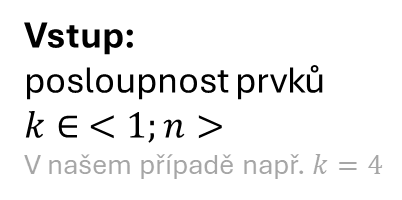 Vstup:
posloupnost prvků
k ∈ < 1; n >
V našem případě např. k = 4